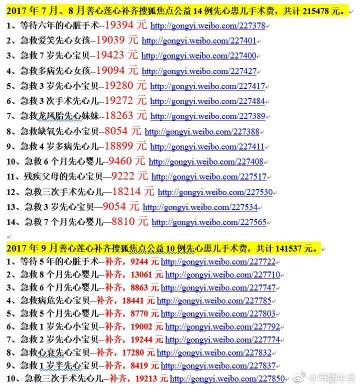 2017 年 7 月、8 月善心莲心补齐搜狐焦点公益 14 例先心患儿手术费，共计 215478 元。
1、等待六年的心脏手术--19394 元 http://gongyi.weibo.com/227378
2、急救爱笑先心女孩--19039 元 http://gongyi.weibo.com/227401
3、急救 7 岁先心宝贝--19423 元 http://gongyi.weibo.com/227400
4、急救多病先心女孩--19094 元 http://gongyi.weibo.com/227377
5、急救 3 岁先心小宝贝--19280 元 http://gongyi.weibo.com/227417
6、急救 3 次手术先心儿--19272 元 http://gongyi.weibo.com/227484
7、急救龙凤胎先心妹妹--18263 元 http://gongyi.weibo.com/227389
8、急救缺氧先心小宝贝--8054 元 http://gongyi.weibo.com/227388
9、急救 4 岁多病先心儿--18899 元 http://gongyi.weibo.com/227411
10、急救 6 个月先心婴儿--9460 元 http://gongyi.weibo.com/227408
11、残疾父母的先心宝贝--9222 元 http://gongyi.weibo.com/227517
12、急救三次手术先心儿--18214 元 http://gongyi.weibo.com/227530
13、急救 3 岁先心小宝贝--9054 元 http://gongyi.weibo.com/227534
14、急救 7 个月先心婴儿--8810 元 http://gongyi.weibo.com/227565
2017 年 9 月善心莲心补齐搜狐焦点公益 10 例先心患儿手术费，共计 141537 元。
1、等待 5 年的心脏手术--补齐，9244 元 http://gongyi.weibo.com/227722
2、急救 8 个月先心婴儿--补齐，13061 元 http://gongyi.weibo.com/227710
3、急救 6 个月先心婴儿--补齐，8863 元 http://gongyi.weibo.com/227747
4、急救病危先心小宝贝--补齐，18441 元 http://gongyi.weibo.com/227785
5、急救 8 个月先心婴儿--补齐，8770 元 http://gongyi.weibo.com/227803
6、急救 1 岁先心小宝贝--补齐，19002 元 http://gongyi.weibo.com/227792
7、急救 2 岁先心小宝贝--补齐，19244 元 http://gongyi.weibo.com/227774
8、急救心衰先心小宝贝--补齐，17280 元 http://gongyi.weibo.com/227832
9、急救 1 岁半先心儿--补齐，8419 元 http://gongyi.weibo.com/227837
10、急救三次手术先心儿--补齐，19213 元 http://gongyi.weibo.com/227850